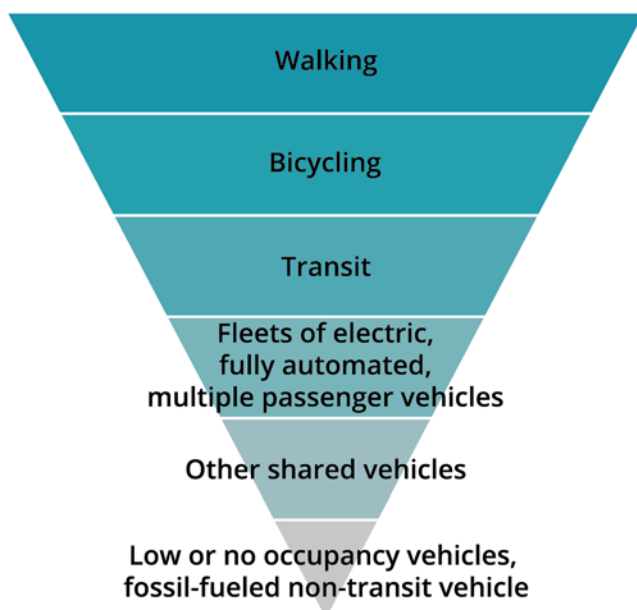 Walking
Bicycling
Transit
Fleets of electric,
fully automated,
multiple passenger vehicles
Other shared vehicles
Low or no occupancy vehicles,
fossil-fueled non-transit vehicle